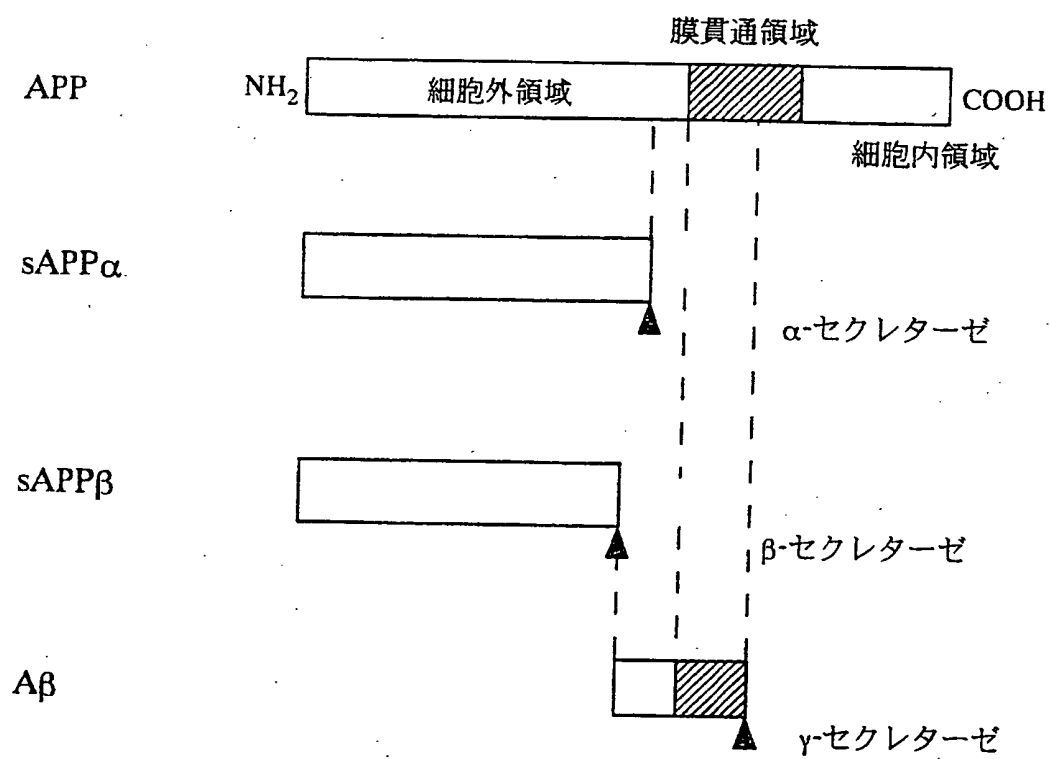 膜貫通領域
APP NH2 細胞外領域 COOH
細胞内領域
sAPPα
α-セクレターゼ
sAPPβ
β-セクレターゼ
Aβ
γ-セクレターゼ